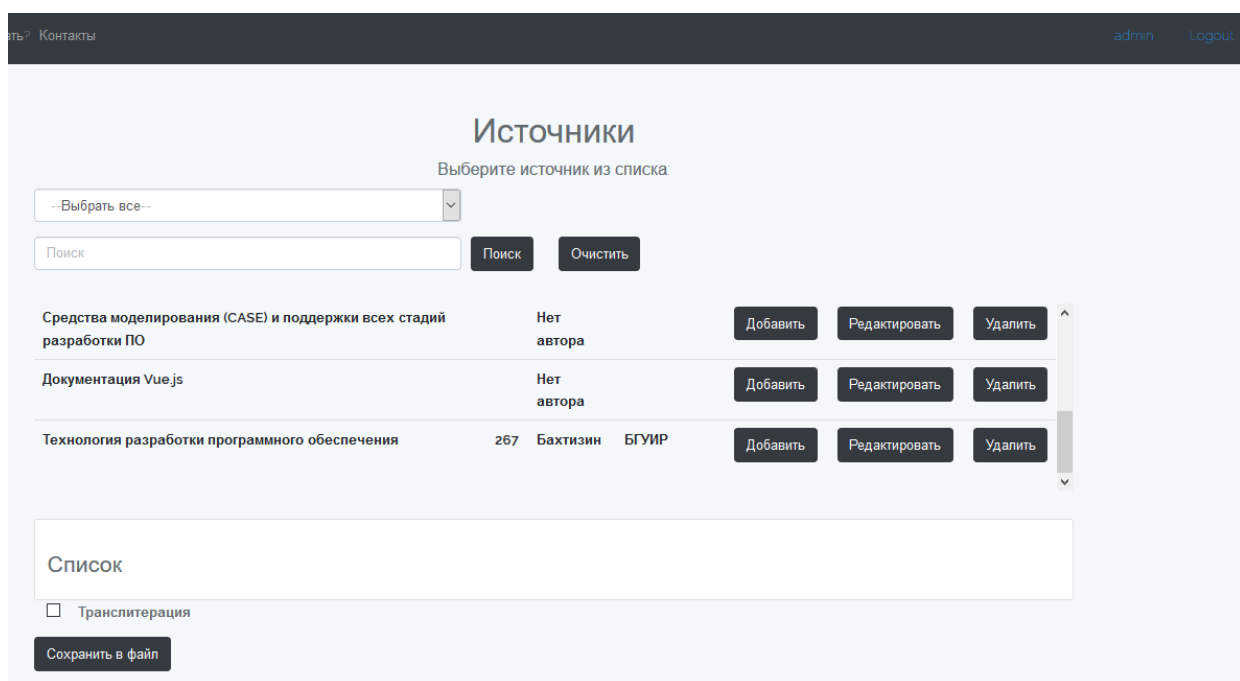 ать? Контакты admin Logout
Источники
Выберите источник из списка:
--Выбрать все--
Поиск Поиск Очистить
Средства моделирования (CASE) и поддержки всех стадий Нет Добавить Редактировать Удалить
разработки ПО автора
Документация Vue.js Нет Добавить Редактировать Удалить
автора
Технология разработки программного обеспечения 267 Бахтизин БГУИР Добавить Редактировать Удалить
Список
Транслитерация
Сохранить в файл